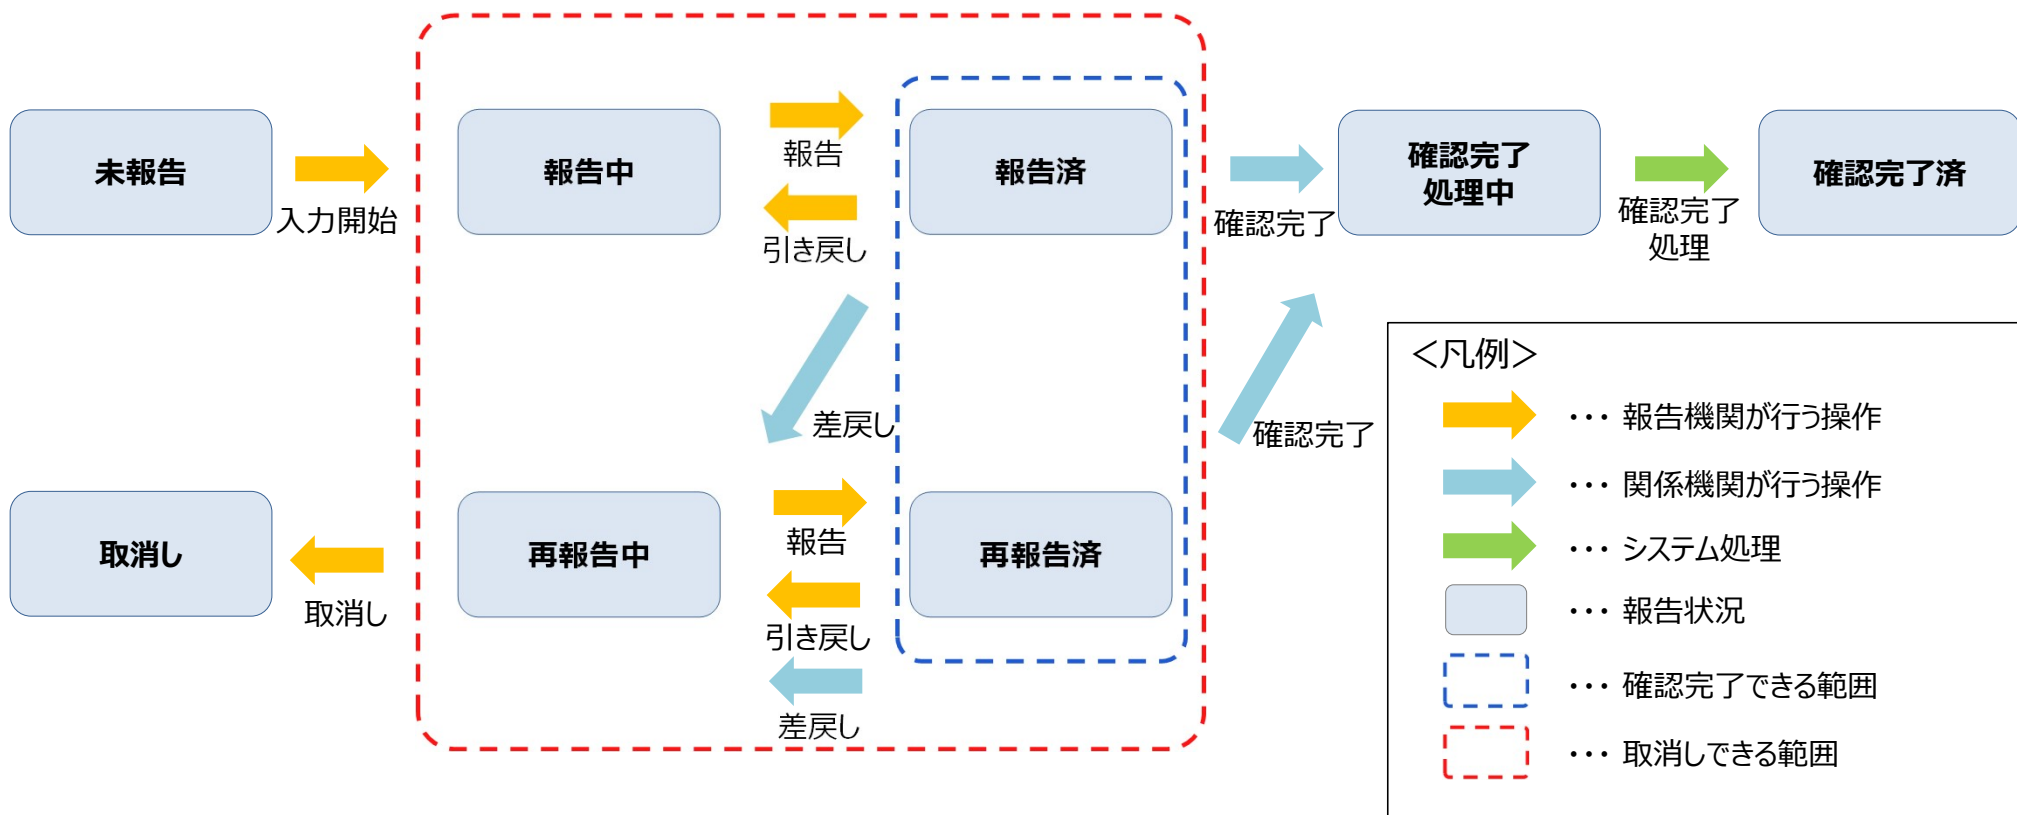 未報告
入力開始
報告中
報告
引き戻し
報告済
確認完了
確認完了
処理中
確認完了
処理
確認完了済
差戻し
確認完了
取消し
取消し
再報告中
報告
引き戻し
差戻し
再報告済
＜凡例＞
・・・ 報告機関が行う操作
・・・ 関係機関が行う操作
・・・ システム処理
・・・ 報告状況
・・・ 確認完了できる範囲
・・・ 取消しできる範囲